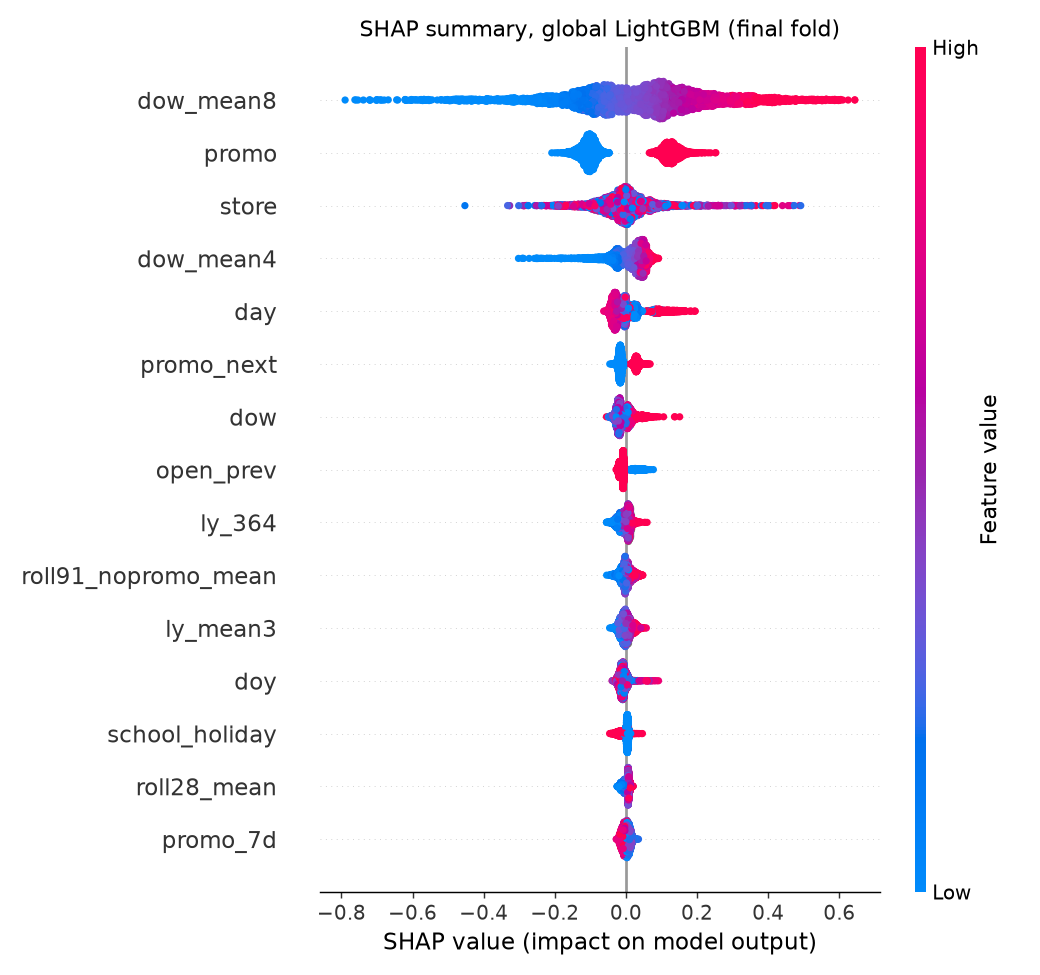 SHAP summary, global LightGBM (final fold)
High
dow_mean8
promo
store
dow_mean4
day
promo_next
dow
open_prev
ly_364
roll91_nopromo_mean
ly_mean3
doy
school_holiday
roll28_mean
promo_7d
Feature value
Low
−0.8 −0.6 −0.4 −0.2 0.0 0.2 0.4 0.6
SHAP value (impact on model output)